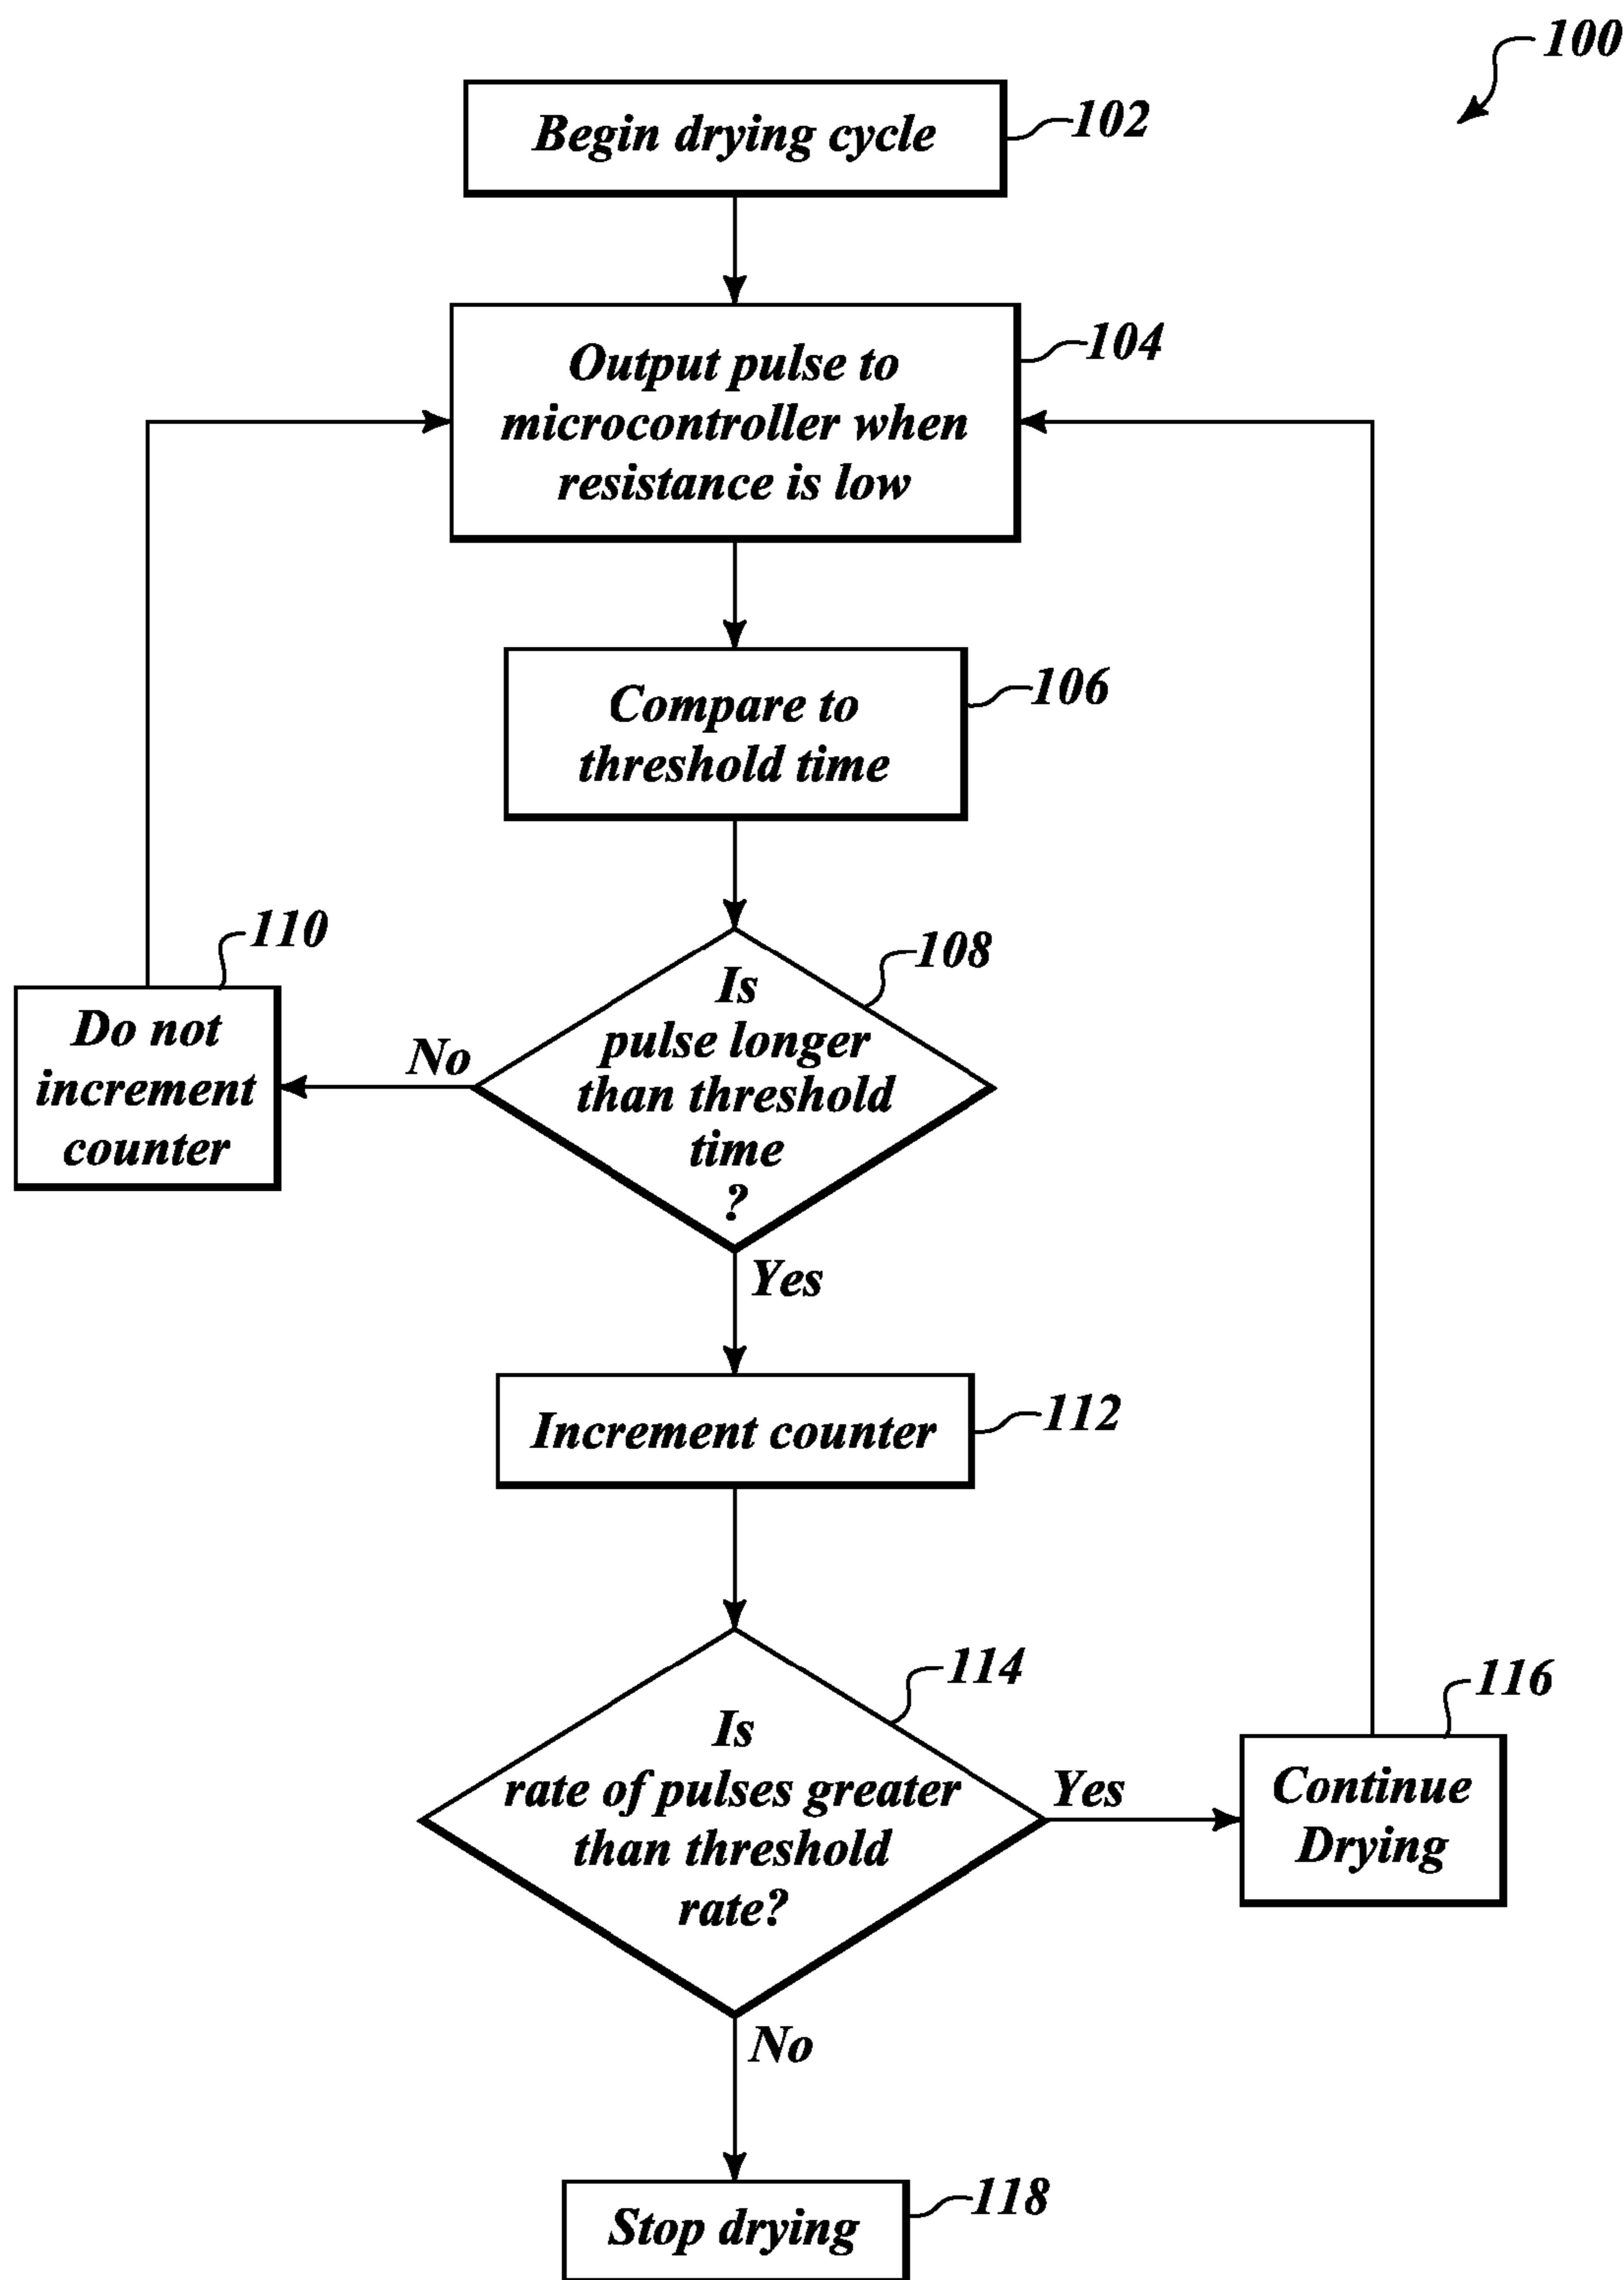 100
Begin drying cycle
102
Output pulse to
microcontroller when
resistance is low
104
Compare to
threshold time
106
Is
pulse longer
than threshold
time
?
108
No
110
Do not
increment
counter
Yes
Increment counter
112
Is
rate of pulses greater
than threshold
rate?
114
Yes
116
Continue
Drying
No
Stop drying
118